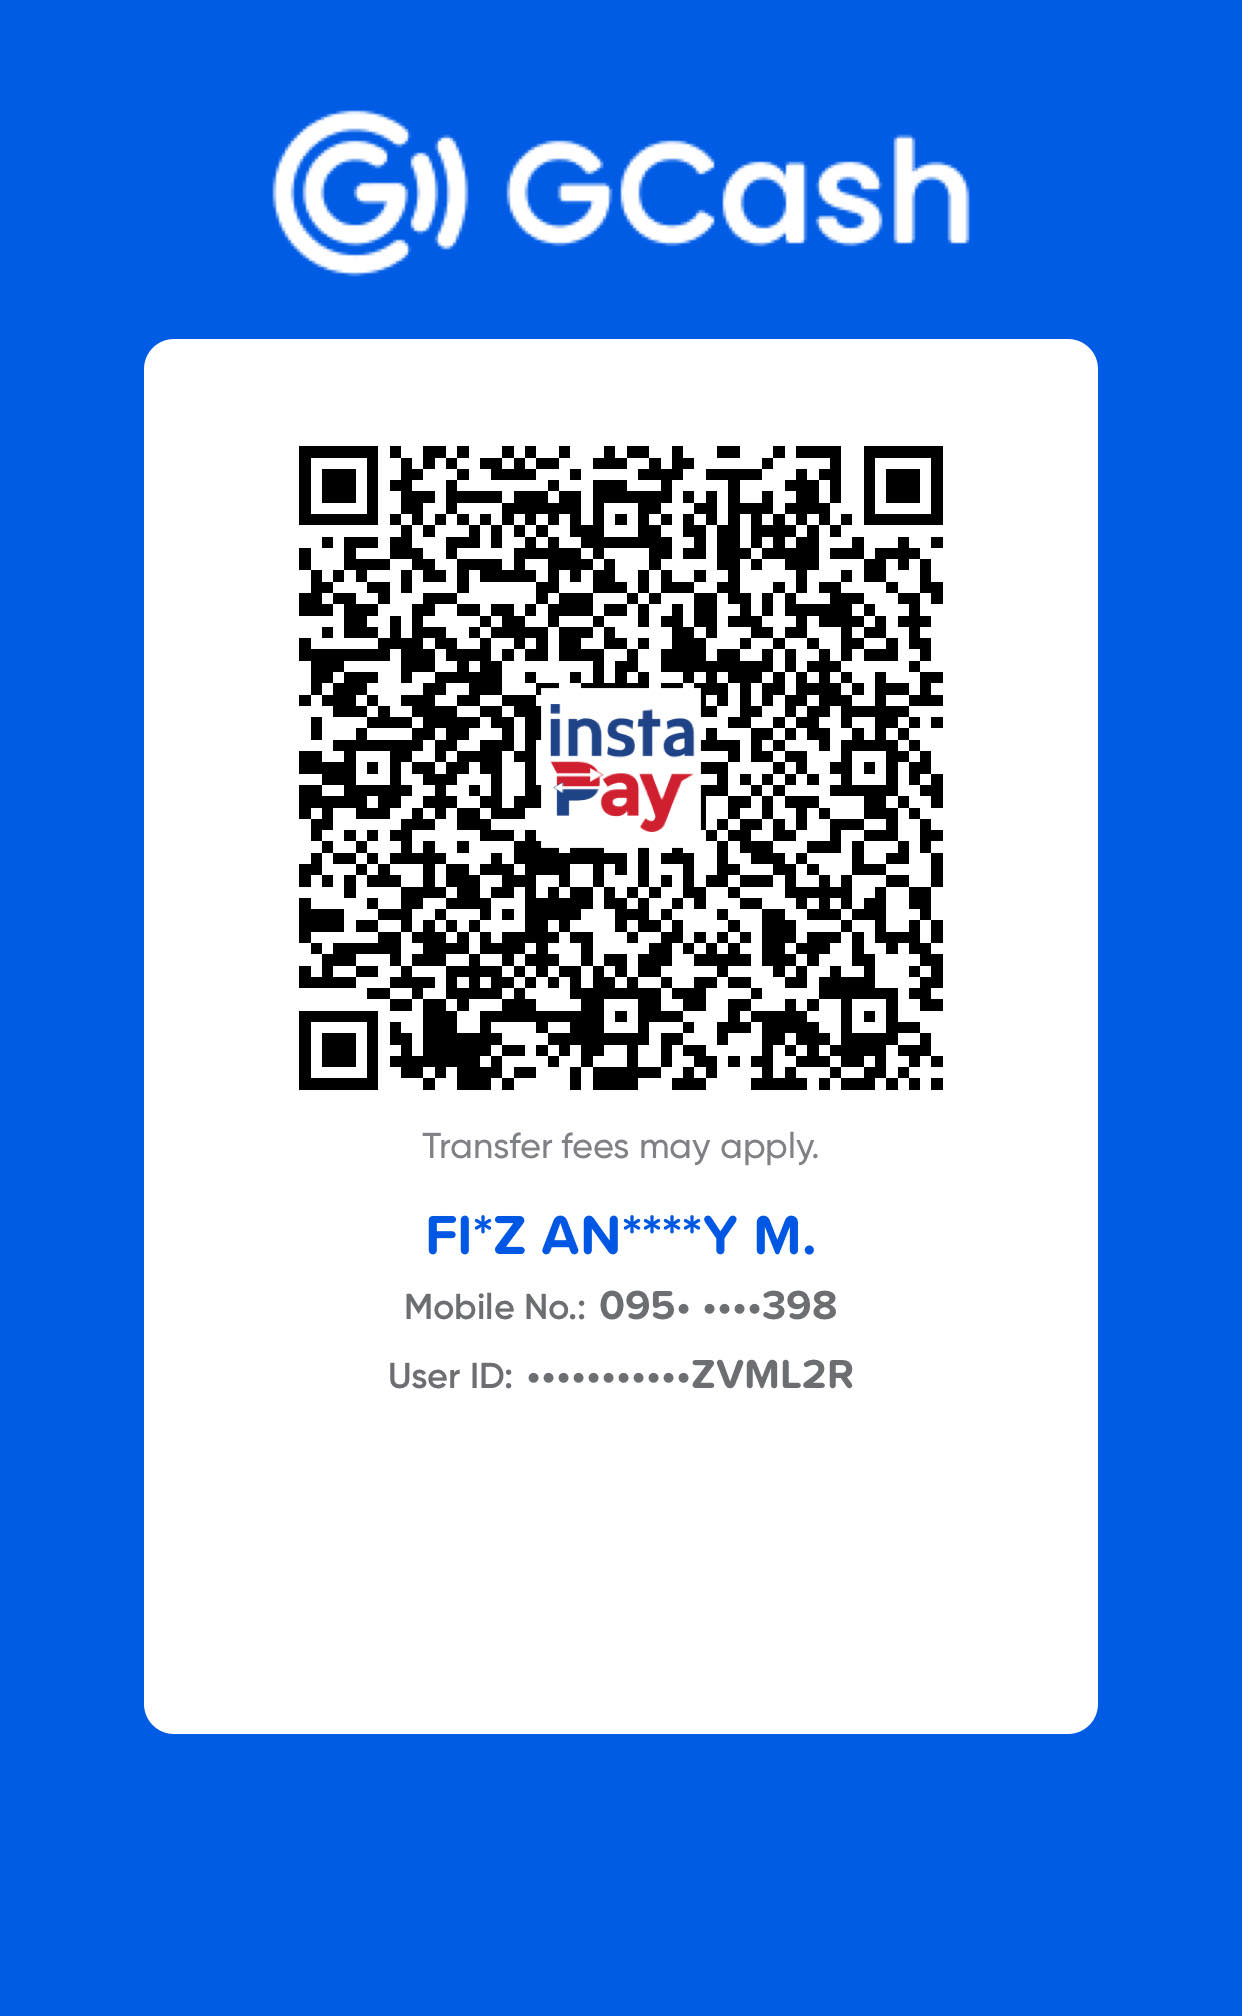 GCash
insta
Pay
Transfer fees may apply.
FI*Z AN****Y M.
Mobile No.: 095• ••••398
User ID: •••••••••••ZVML2R